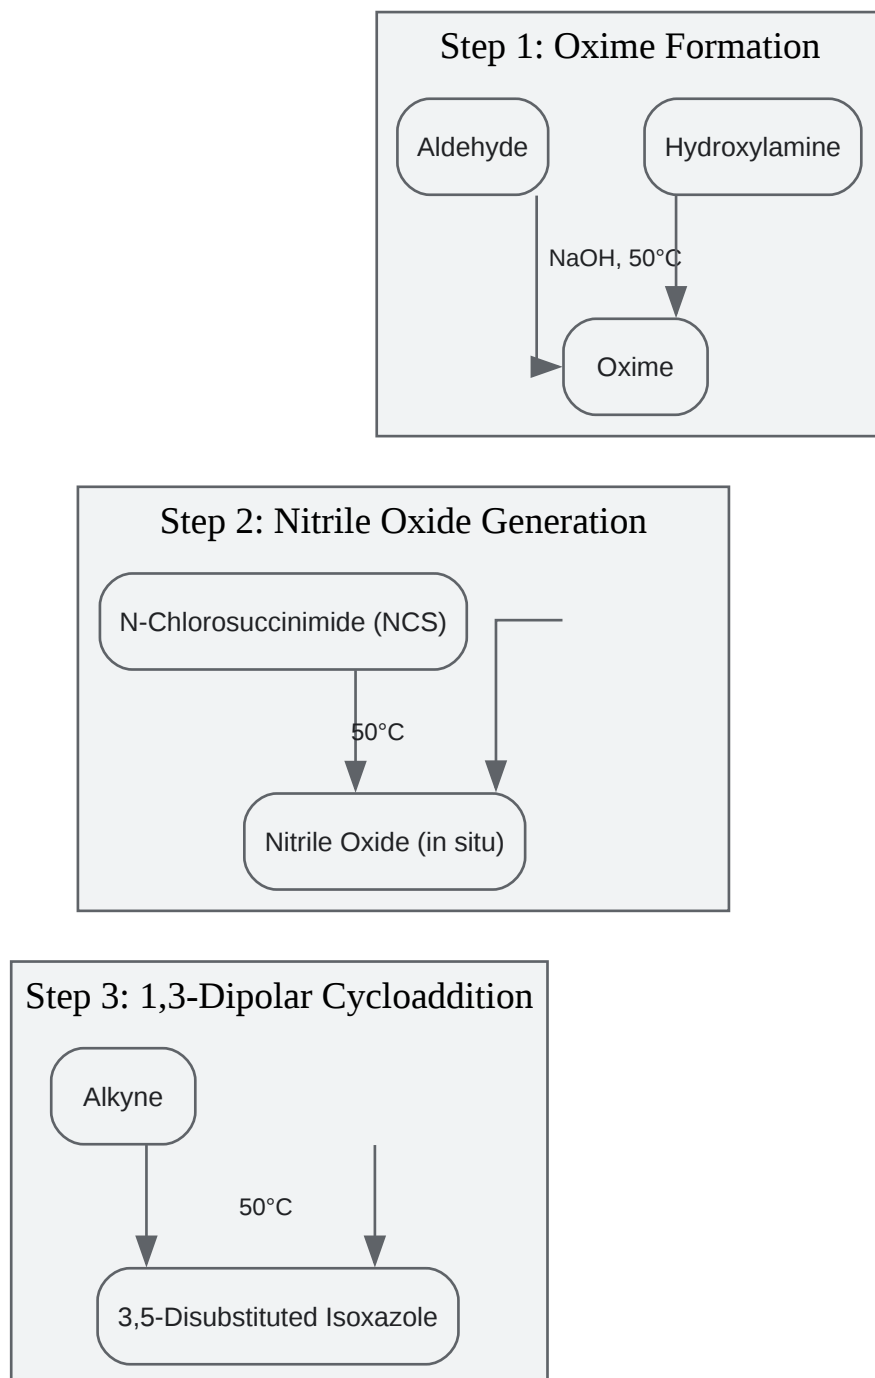 Step 1: Oxime Formation
Aldehyde
Hydroxylamine
NaOH, 50°C
Oxime
Step 2: Nitrile Oxide Generation
N-Chlorosuccinimide (NCS)
50°C
Nitrile Oxide (in situ)
Step 3: 1,3-Dipolar Cycloaddition
Alkyne
50°C
3,5-Disubstituted Isoxazole